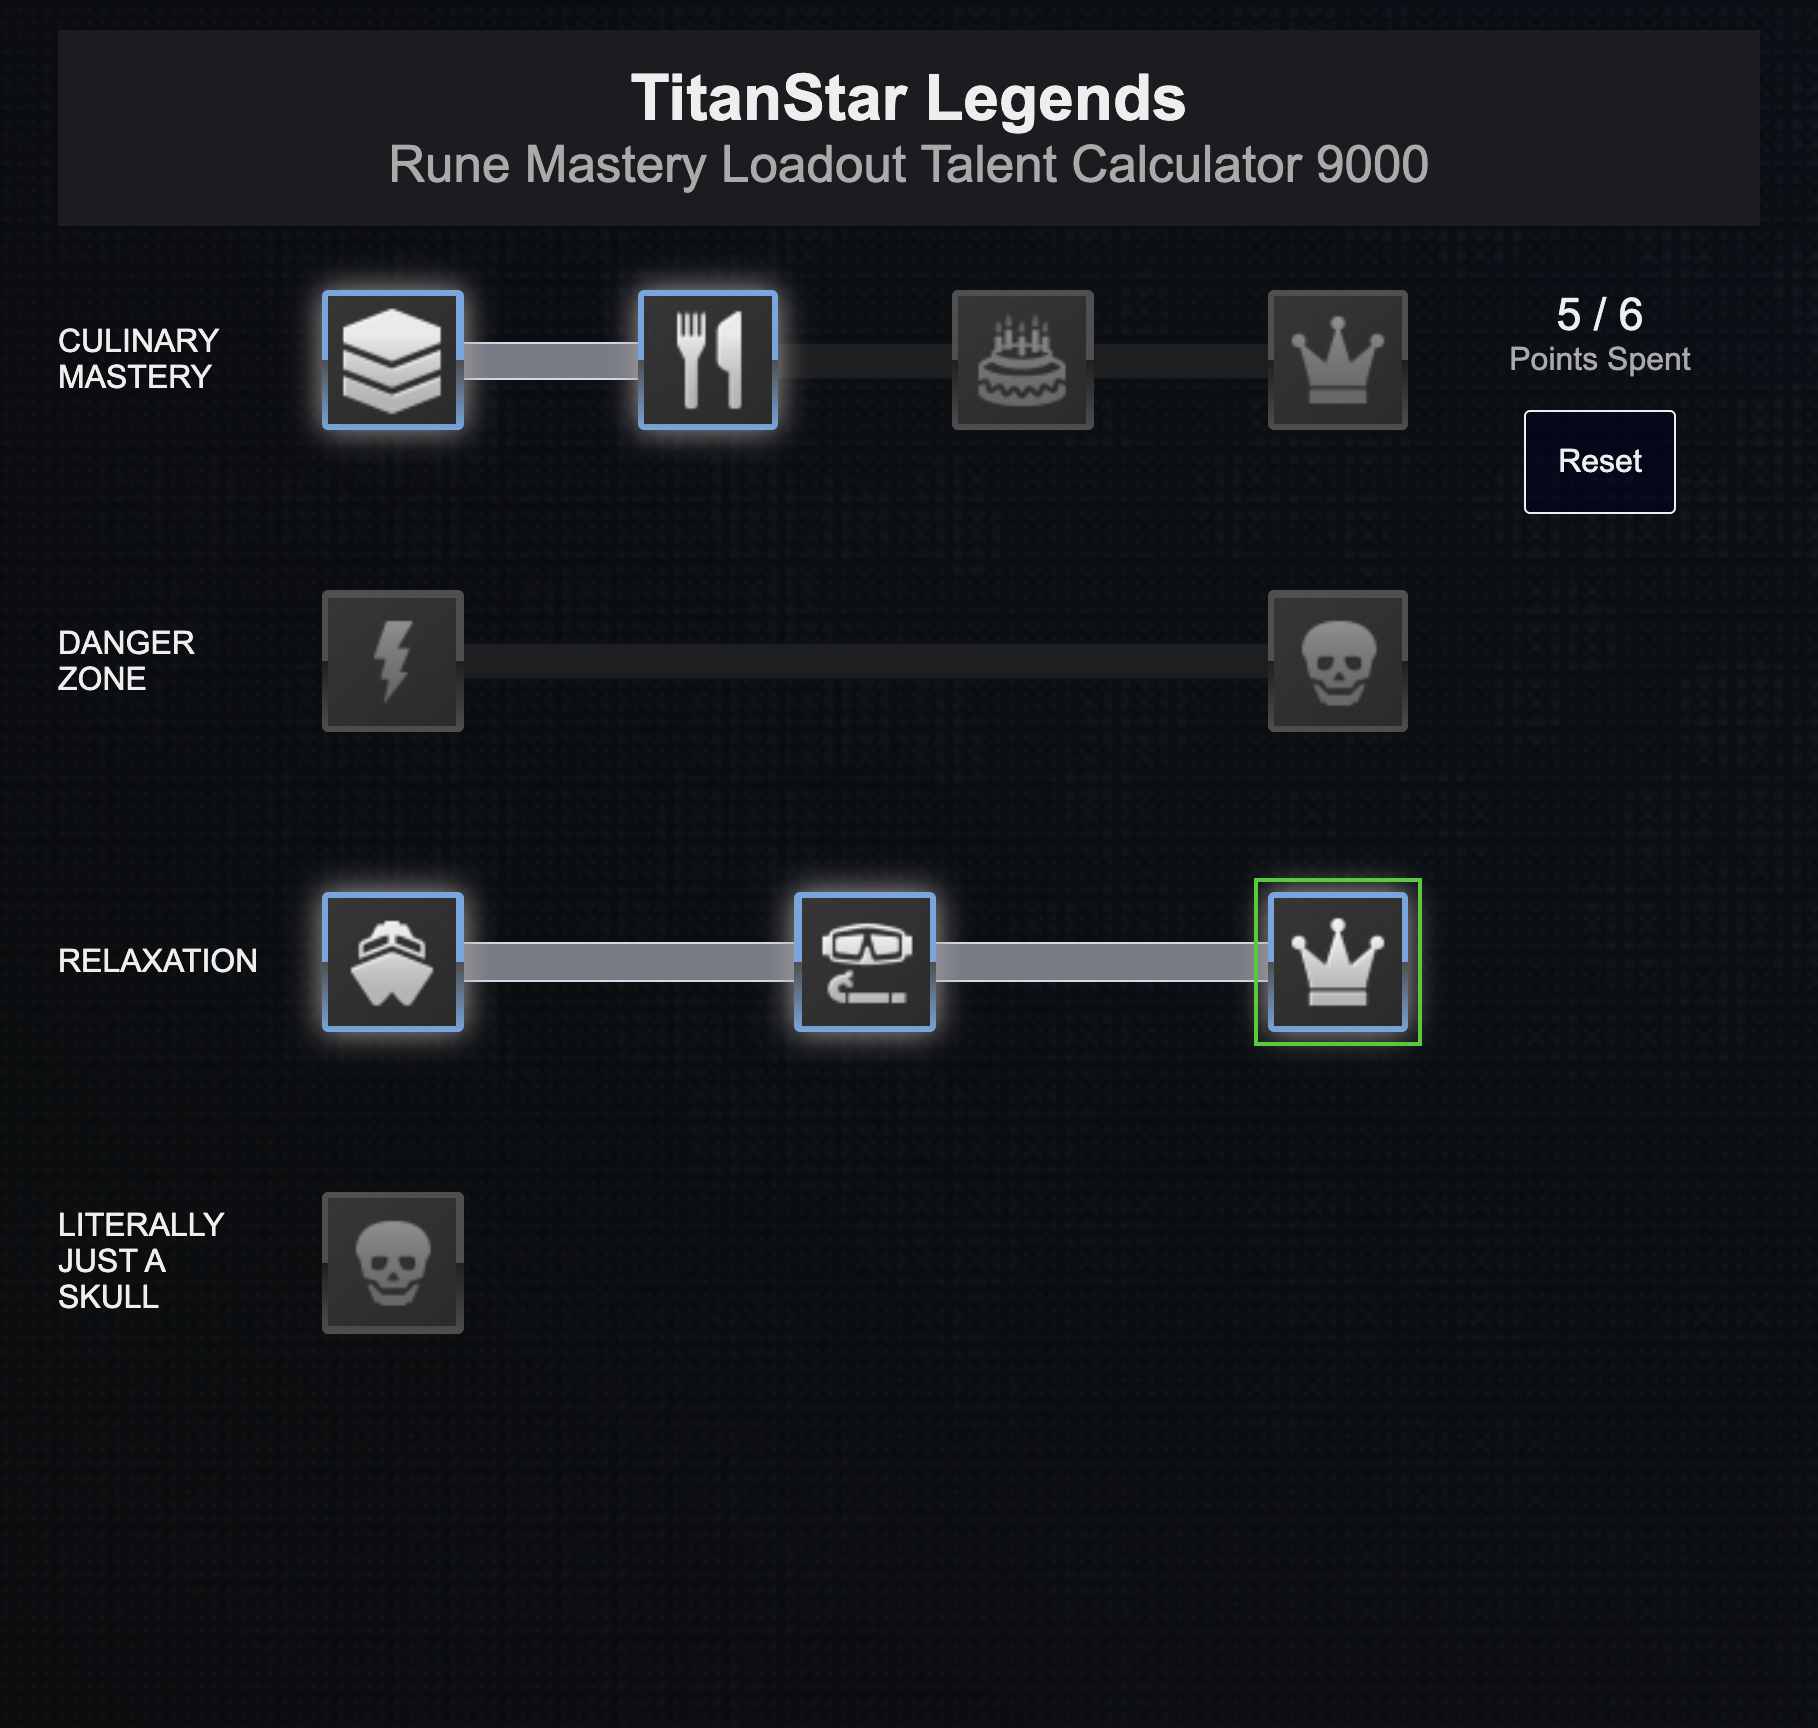 TitanStar Legends
Rune Mastery Loadout Talent Calculator 9000
CULINARY
MASTERY
5 / 6
Points Spent
Reset
DANGER
ZONE
RELAXATION
LITERALLY
JUST A
SKULL